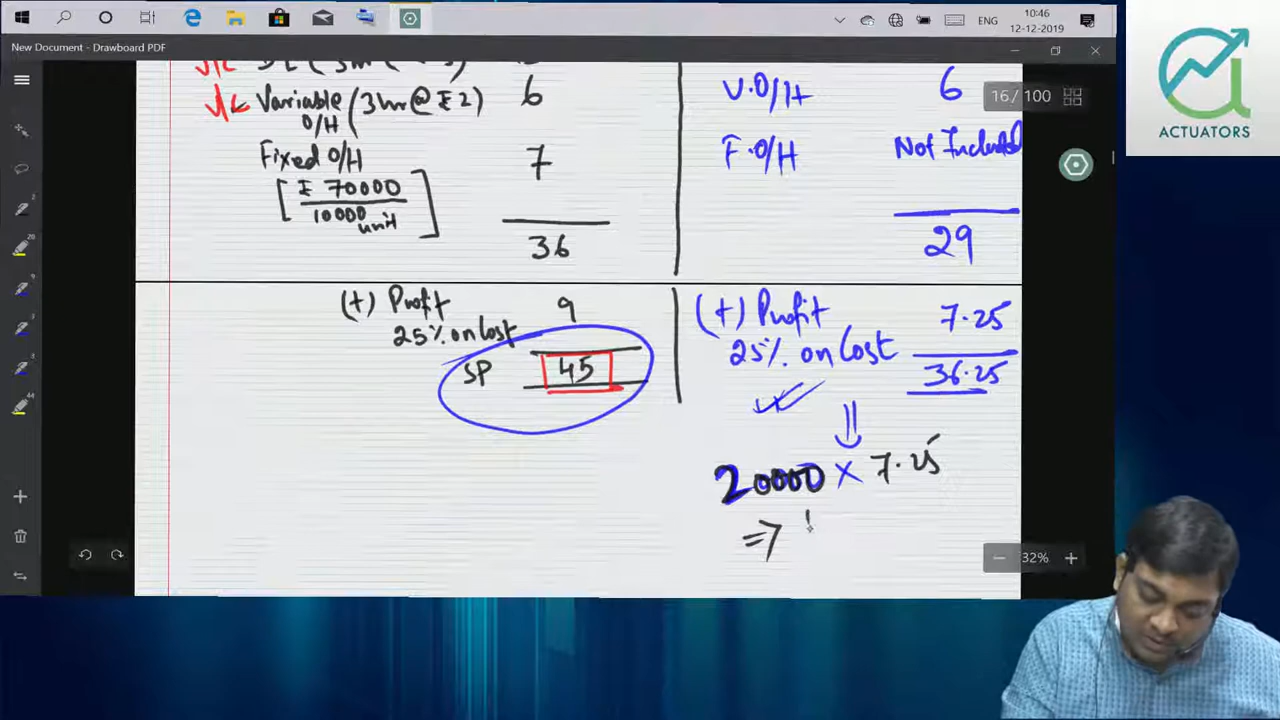 10:46
ENG
12-12-2019
New Document - Drawboard PDF
ACTUATORS
16 / 100
Variable (3hr @ ₹2) 6
O/H
Fixed O/H 7
[₹ 70000
10000 unit]
36
(+) Profit 9
25% on Cost
SP 45
V.O/H 6
F.O/H Not Included
29
(+) Profit 7.25
25% on Cost
36.25
20000 × 7.25
=>
32%